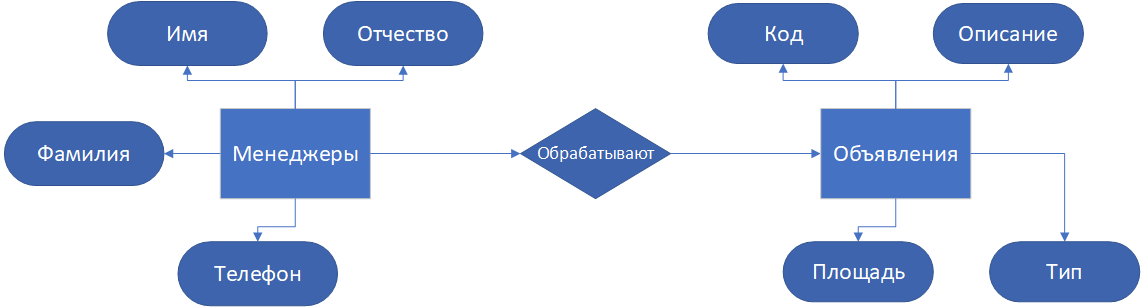 Имя
Отчество
Код
Описание
Фамилия
Менеджеры
Обрабатывают
Объявления
Телефон
Площадь
Тип